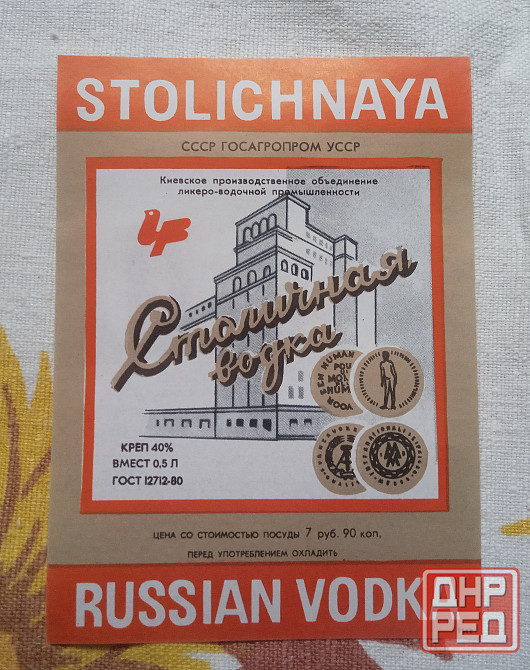 STOLICHNAYA
СССР ГОСАГРОПРОМ УССР
Киевское производственное объединение
ликеро-водочной промышленности
Столичная
водка
КРЕП 40%
ВМЕСТ 0,5 Л
ГОСТ 12712-80
ЦЕНА СО СТОИМОСТЬЮ ПОСУДЫ 7 руб. 90 коп.
ПЕРЕД УПОТРЕБЛЕНИЕМ ОХЛАДИТЬ
RUSSIAN VODK
ДНР
РЕД